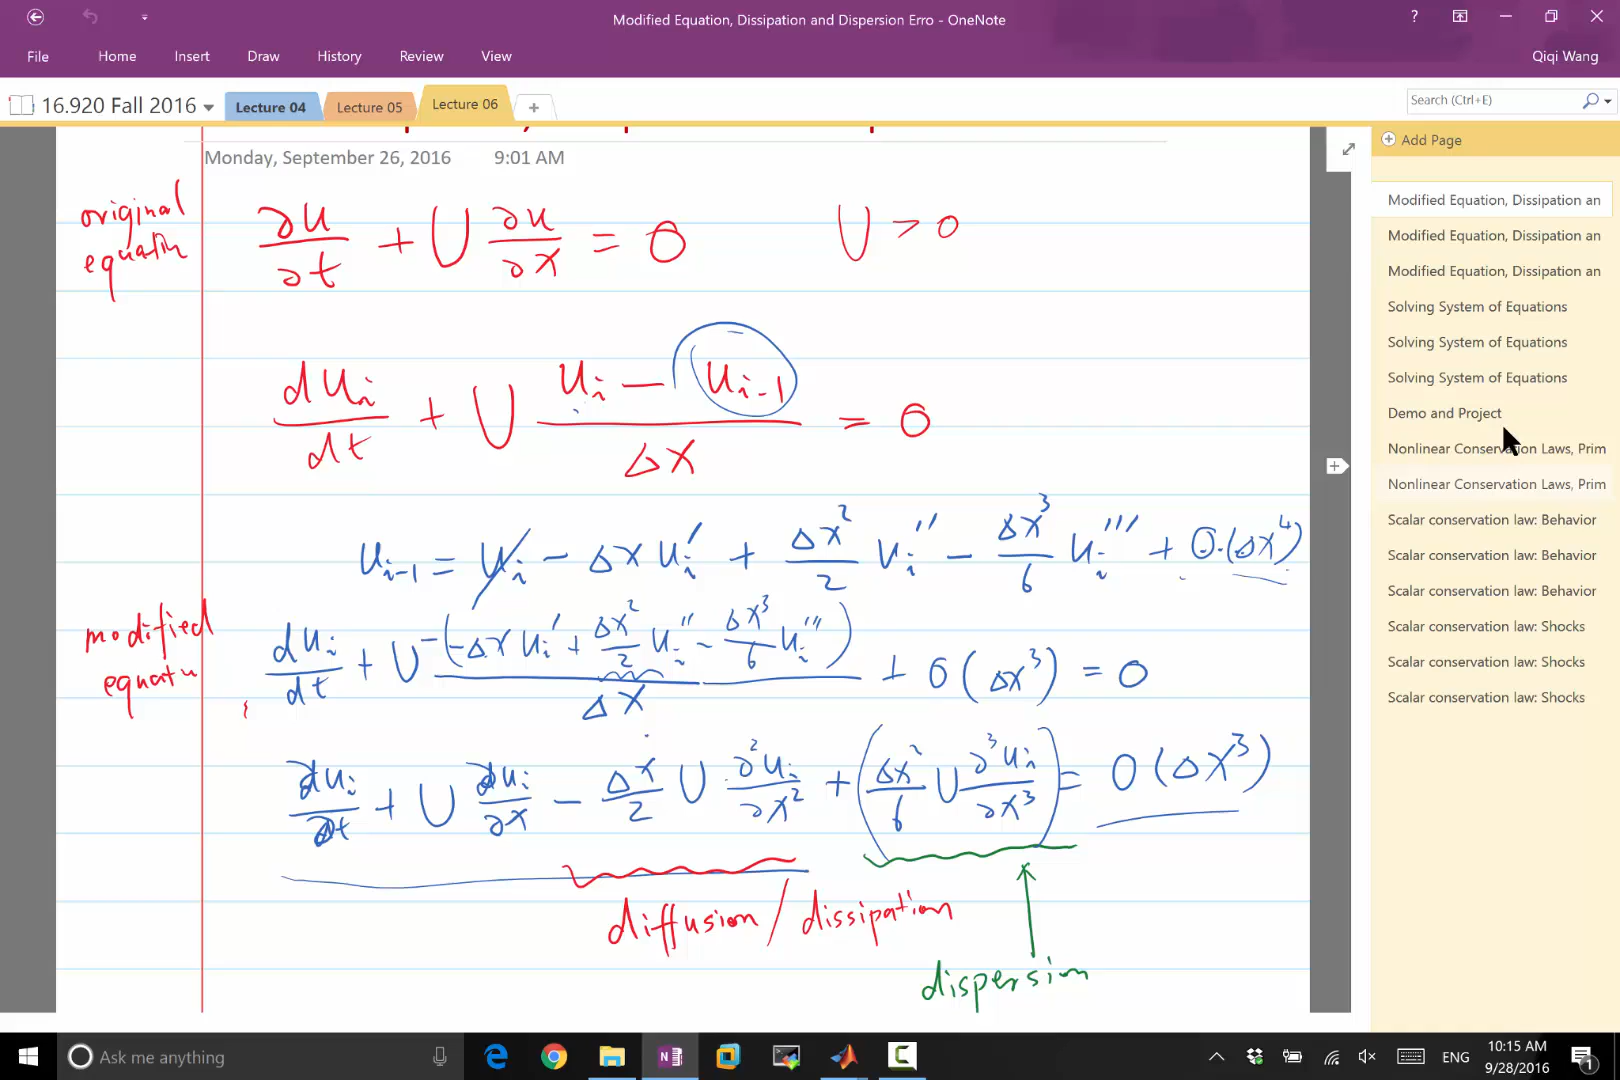 Modified Equation, Dissipation and Dispersion Erro - OneNote
File Home Insert Draw History Review View
Qiqi Wang
16.920 Fall 2016 Lecture 04 Lecture 05 Lecture 06
Search (Ctrl+E)
Add Page
Monday, September 26, 2016 9:01 AM
original equatin
∂u/∂t + U ∂u/∂x = 0 U > 0
du_i/dt + U (u_i − u_{i-1})/Δx = 0
u_{i-1} = u_i − Δx u_i′ + Δx²/2 u_i″ − Δx³/6 u_i‴ + O(Δx⁴)
modified equatin
du_i/dt + U −(−Δx u_i′ + Δx²/2 u_i″ − Δx³/6 u_i‴)/Δx + O(Δx³) = 0
∂u_i/∂t + U ∂u_i/∂x − Δx/2 U ∂²u_i/∂x² + (Δx²/6 U ∂³u_i/∂x³) = O(Δx³)
diffusion / dissipation
dispersion
Modified Equation, Dissipation an
Modified Equation, Dissipation an
Modified Equation, Dissipation an
Solving System of Equations
Solving System of Equations
Solving System of Equations
Demo and Project
Nonlinear Conservation Laws, Prim
Nonlinear Conservation Laws, Prim
Scalar conservation law: Behavior
Scalar conservation law: Behavior
Scalar conservation law: Behavior
Scalar conservation law: Shocks
Scalar conservation law: Shocks
Scalar conservation law: Shocks
Ask me anything
ENG
10:15 AM
9/28/2016
1